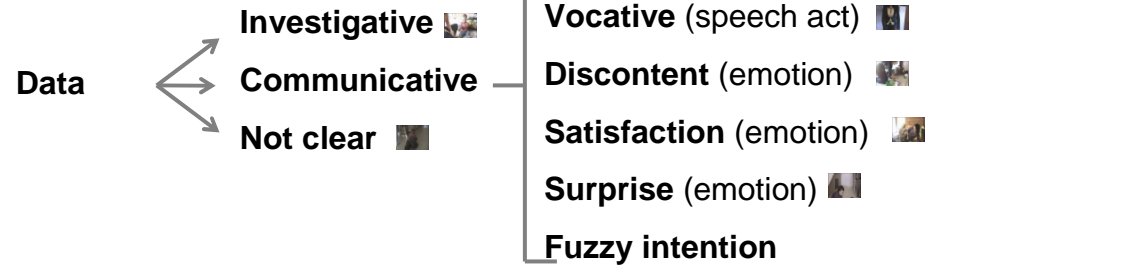 Data
Investigative
Communicative
Not clear
Vocative (speech act)
Discontent (emotion)
Satisfaction (emotion)
Surprise (emotion)
Fuzzy intention